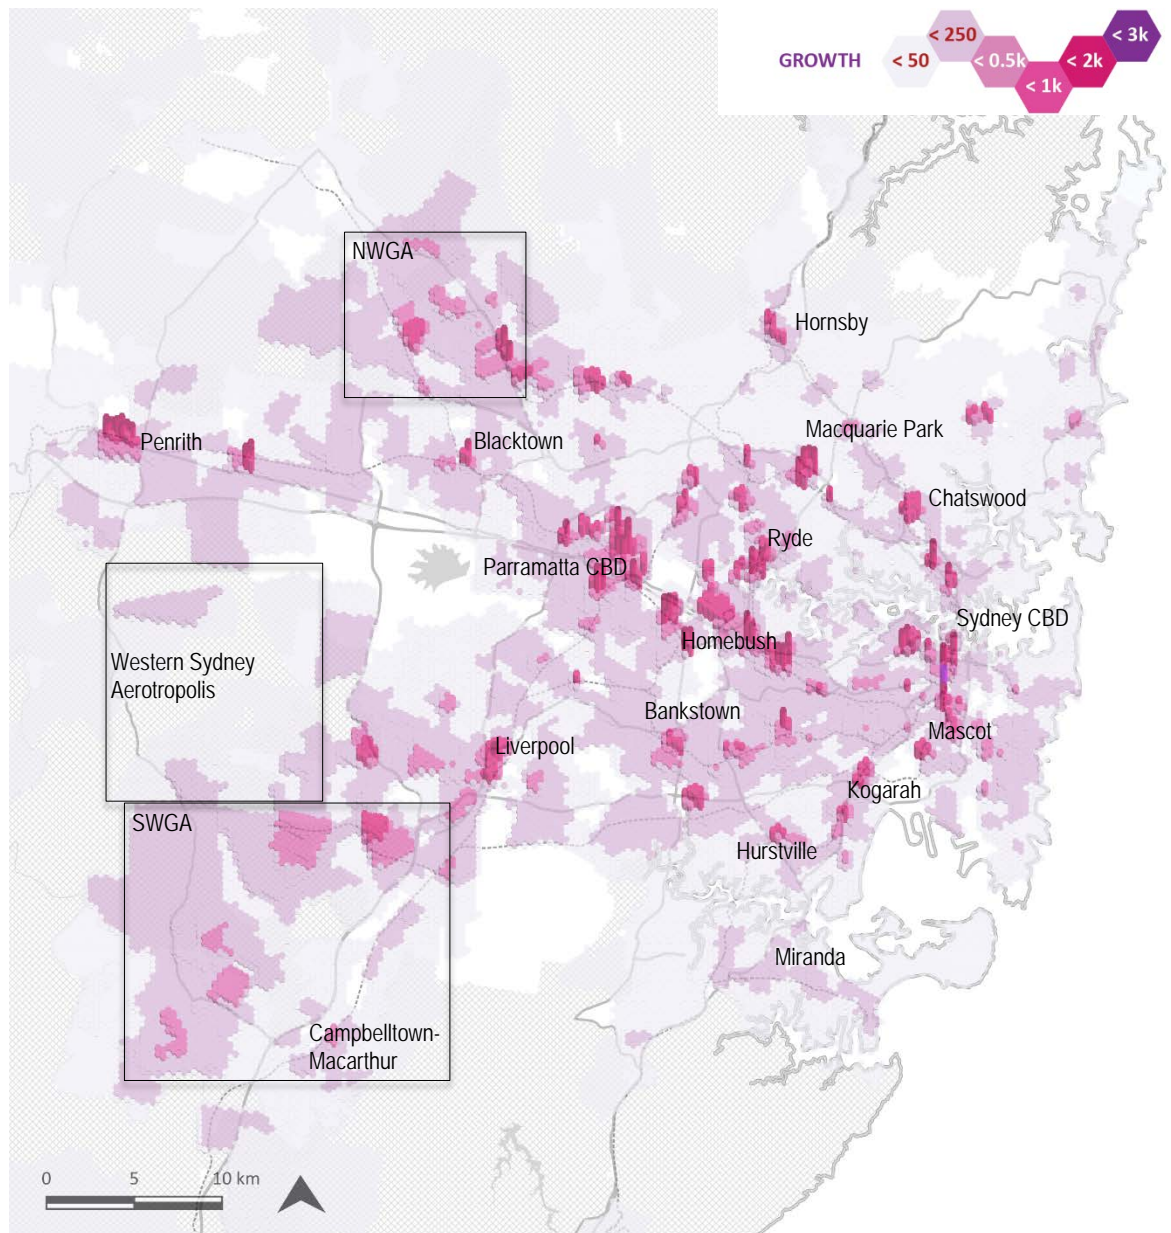 GROWTH
< 50
< 250
< 0.5k
< 1k
< 2k
< 3k
NWGA
Hornsby
Penrith
Blacktown
Macquarie Park
Chatswood
Ryde
Parramatta CBD
Sydney CBD
Homebush
Western Sydney
Aerotropolis
Bankstown
Mascot
Liverpool
Kogarah
SWGA
Hurstville
Miranda
Campbelltown-
Macarthur
0 5 10 km